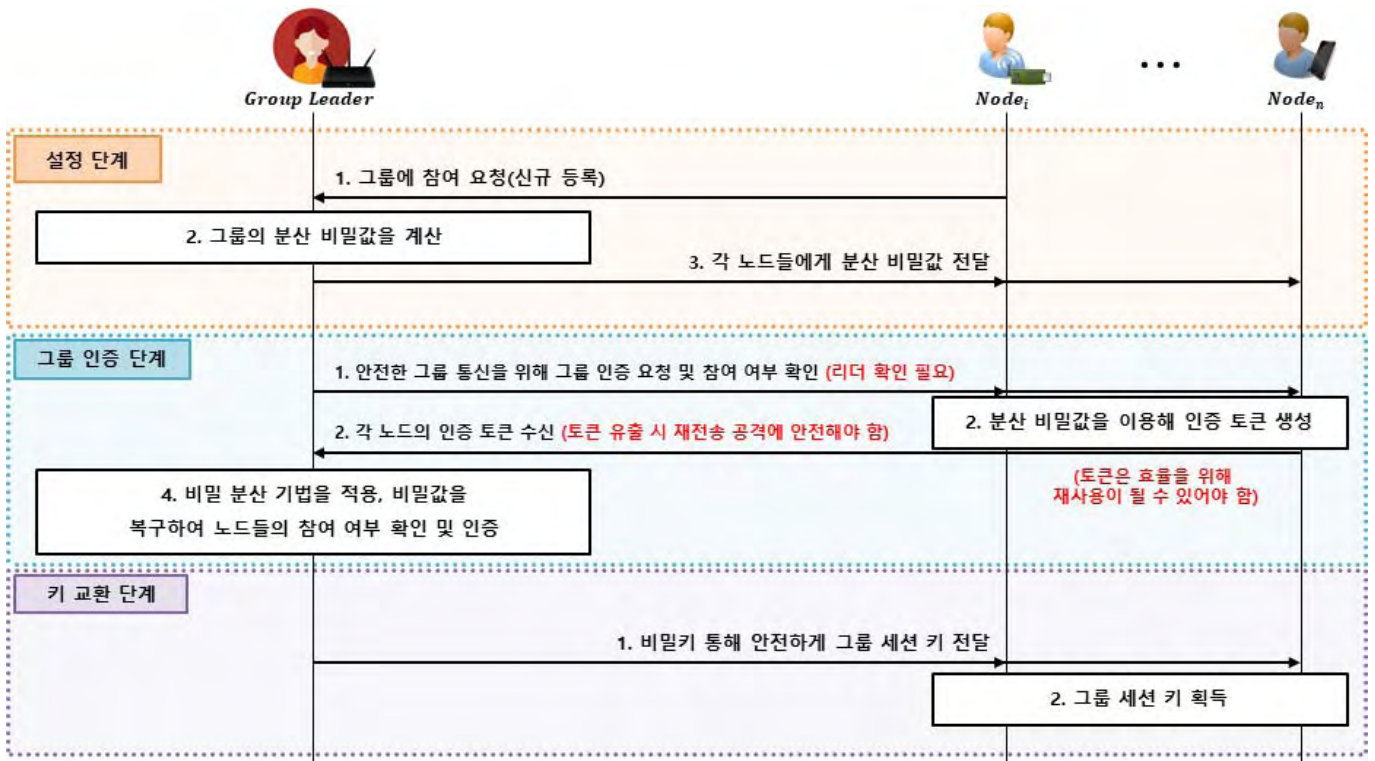 Group Leader
Node_i
...
Node_n
설정 단계
1. 그룹에 참여 요청(신규 등록)
2. 그룹의 분산 비밀값을 계산
3. 각 노드들에게 분산 비밀값 전달
그룹 인증 단계
1. 안전한 그룹 통신을 위해 그룹 인증 요청 및 참여 여부 확인 (리더 확인 필요)
2. 분산 비밀값을 이용해 인증 토큰 생성
2. 각 노드의 인증 토큰 수신 (토큰 유출 시 재전송 공격에 안전해야 함)
(토큰은 효율을 위해
재사용이 될 수 있어야 함)
4. 비밀 분산 기법을 적용, 비밀값을
복구하여 노드들의 참여 여부 확인 및 인증
키 교환 단계
1. 비밀키 통해 안전하게 그룹 세션 키 전달
2. 그룹 세션 키 획득